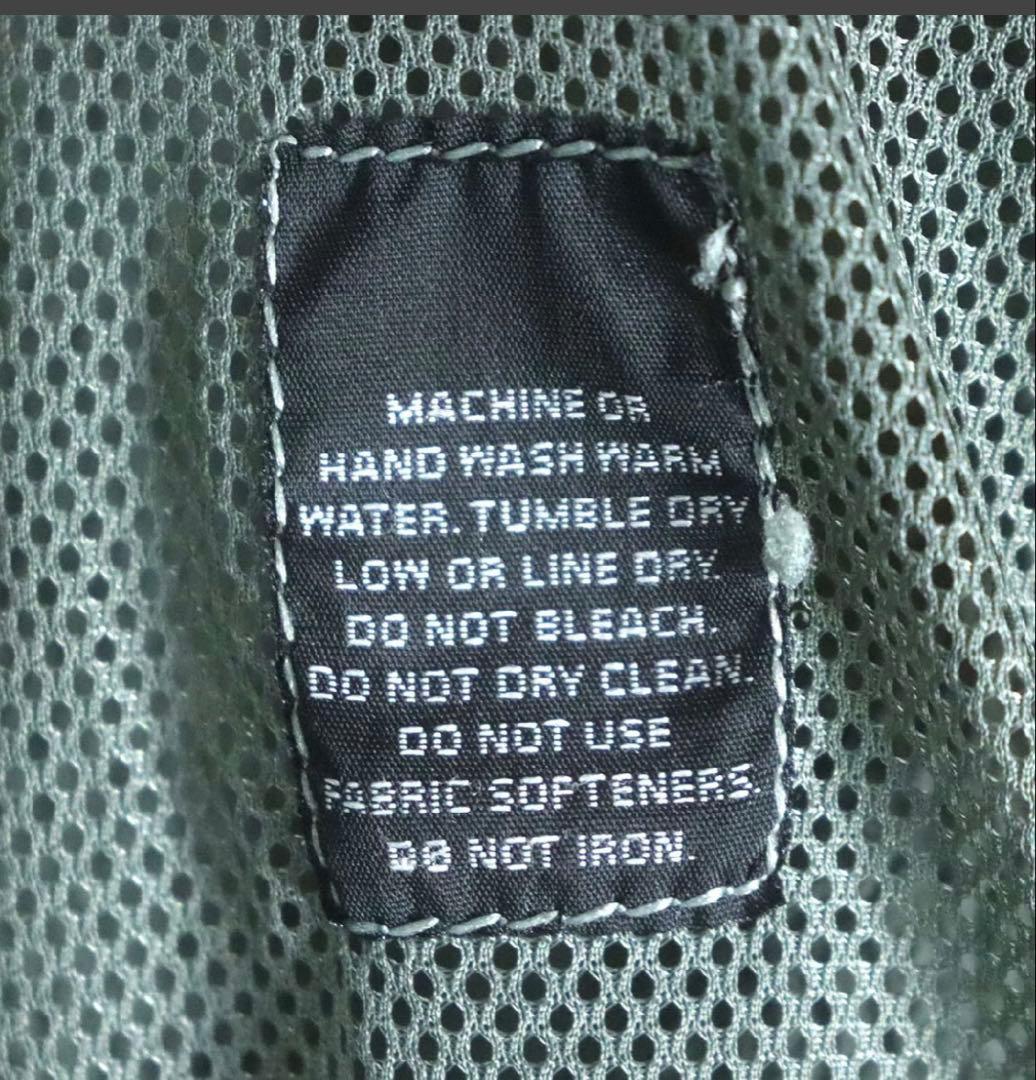 MACHINE OR
HAND WASH WARM
WATER. TUMBLE DRY
LOW OR LINE DRY.
DO NOT BLEACH.
DO NOT DRY CLEAN.
DO NOT USE
FABRIC SOFTENERS.
DO NOT IRON.